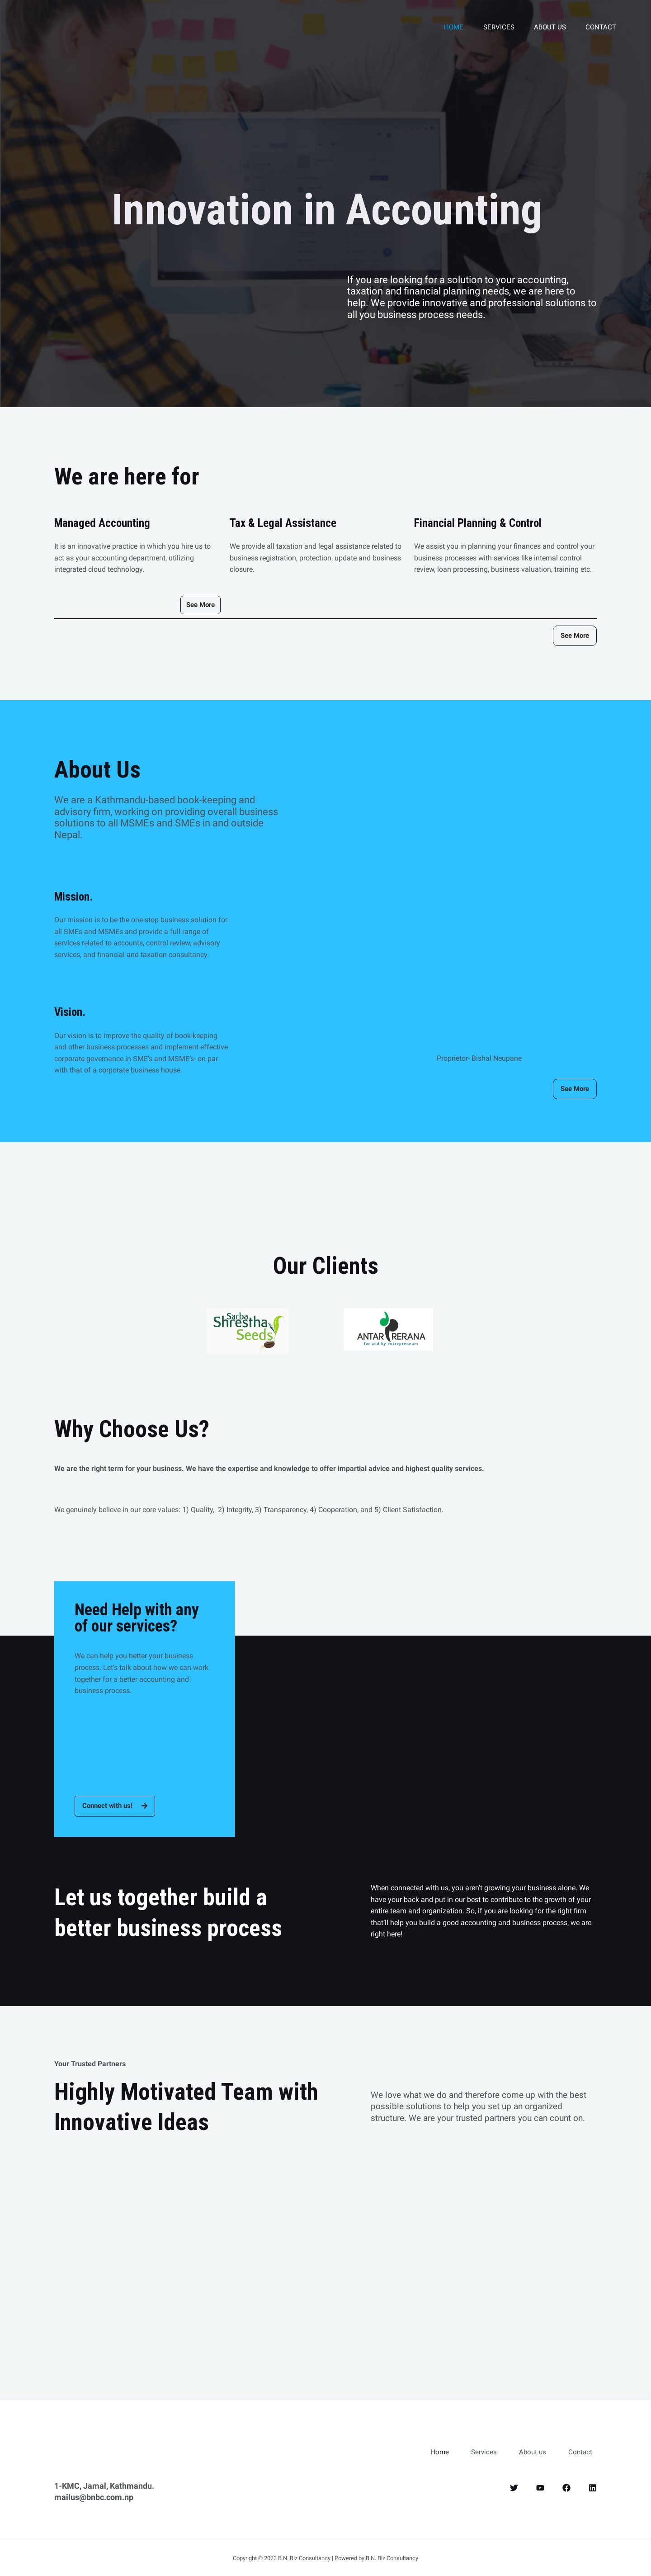 HOME SERVICES ABOUT US CONTACT
Innovation in Accounting
If you are looking for a solution to your accounting,
taxation and financial planning needs, we are here to
help. We provide innovative and professional solutions to
all you business process needs.
We are here for
Managed Accounting
It is an innovative practice in which you hire us to
act as your accounting department, utilizing
integrated cloud technology.
See More
Tax & Legal Assistance
We provide all taxation and legal assistance related to
business registration, protection, update and business
closure.
Financial Planning & Control
We assist you in planning your finances and control your
business processes with services like internal control
review, loan processing, business valuation, training etc.
See More
About Us
We are a Kathmandu-based book-keeping and
advisory firm, working on providing overall business
solutions to all MSMEs and SMEs in and outside
Nepal.
Mission.
Our mission is to be the one-stop business solution for
all SMEs and MSMEs and provide a full range of
services related to accounts, control review, advisory
services, and financial and taxation consultancy.
Vision.
Our vision is to improve the quality of book-keeping
and other business processes and implement effective
corporate governance in SME's and MSME's- on par
with that of a corporate business house.
Proprietor- Bishal Neupane
See More
Our Clients
Sarba
Shrestha
Seeds
ANTARPRERANA
for and by entrepreneurs
Why Choose Us?
We are the right term for your business. We have the expertise and knowledge to offer impartial advice and highest quality services.
We genuinely believe in our core values: 1) Quality, 2) Integrity, 3) Transparency, 4) Cooperation, and 5) Client Satisfaction.
Need Help with any
of our services?
We can help you better your business
process. Let's talk about how we can work
together for a better accounting and
business process.
Connect with us!
Let us together build a
better business process
When connected with us, you aren't growing your business alone. We
have your back and put in our best to contribute to the growth of your
entire team and organization. So, if you are looking for the right firm
that'll help you build a good accounting and business process, we are
right here!
Your Trusted Partners
Highly Motivated Team with
Innovative Ideas
We love what we do and therefore come up with the best
possible solutions to help you set up an organized
structure. We are your trusted partners you can count on.
Home Services About us Contact
1-KMC, Jamal, Kathmandu.
mailus@bnbc.com.np
Copyright © 2023 B.N. Biz Consultancy | Powered by B.N. Biz Consultancy